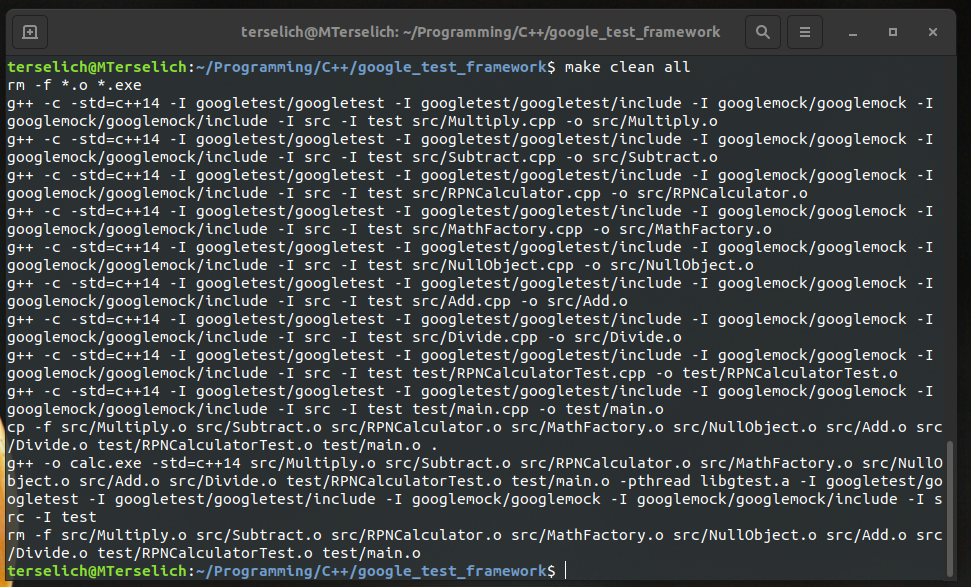 terselich@MTerselich: ~/Programming/C++/google_test_framework
terselich@MTerselich:~/Programming/C++/google_test_framework$ make clean all
rm -f *.o *.exe
g++ -c -std=c++14 -I googletest/googletest -I googletest/googletest/include -I googlemock/googlemock -I
googlemock/googlemock/include -I src -I test src/Multiply.cpp -o src/Multiply.o
g++ -c -std=c++14 -I googletest/googletest -I googletest/googletest/include -I googlemock/googlemock -I
googlemock/googlemock/include -I src -I test src/Subtract.cpp -o src/Subtract.o
g++ -c -std=c++14 -I googletest/googletest -I googletest/googletest/include -I googlemock/googlemock -I
googlemock/googlemock/include -I src -I test src/RPNCalculator.cpp -o src/RPNCalculator.o
g++ -c -std=c++14 -I googletest/googletest -I googletest/googletest/include -I googlemock/googlemock -I
googlemock/googlemock/include -I src -I test src/MathFactory.cpp -o src/MathFactory.o
g++ -c -std=c++14 -I googletest/googletest -I googletest/googletest/include -I googlemock/googlemock -I
googlemock/googlemock/include -I src -I test src/NullObject.cpp -o src/NullObject.o
g++ -c -std=c++14 -I googletest/googletest -I googletest/googletest/include -I googlemock/googlemock -I
googlemock/googlemock/include -I src -I test src/Add.cpp -o src/Add.o
g++ -c -std=c++14 -I googletest/googletest -I googletest/googletest/include -I googlemock/googlemock -I
googlemock/googlemock/include -I src -I test src/Divide.cpp -o src/Divide.o
g++ -c -std=c++14 -I googletest/googletest -I googletest/googletest/include -I googlemock/googlemock -I
googlemock/googlemock/include -I src -I test test/RPNCalculatorTest.cpp -o test/RPNCalculatorTest.o
g++ -c -std=c++14 -I googletest/googletest -I googletest/googletest/include -I googlemock/googlemock -I
googlemock/googlemock/include -I src -I test test/main.cpp -o test/main.o
cp -f src/Multiply.o src/Subtract.o src/RPNCalculator.o src/MathFactory.o src/NullObject.o src/Add.o src
/Divide.o test/RPNCalculatorTest.o test/main.o .
g++ -o calc.exe -std=c++14 src/Multiply.o src/Subtract.o src/RPNCalculator.o src/MathFactory.o src/NullO
bject.o src/Add.o src/Divide.o test/RPNCalculatorTest.o test/main.o -pthread libgtest.a -I googletest/go
ogletest -I googletest/googletest/include -I googlemock/googlemock -I googlemock/googlemock/include -I s
rc -I test
rm -f src/Multiply.o src/Subtract.o src/RPNCalculator.o src/MathFactory.o src/NullObject.o src/Add.o src
/Divide.o test/RPNCalculatorTest.o test/main.o
terselich@MTerselich:~/Programming/C++/google_test_framework$